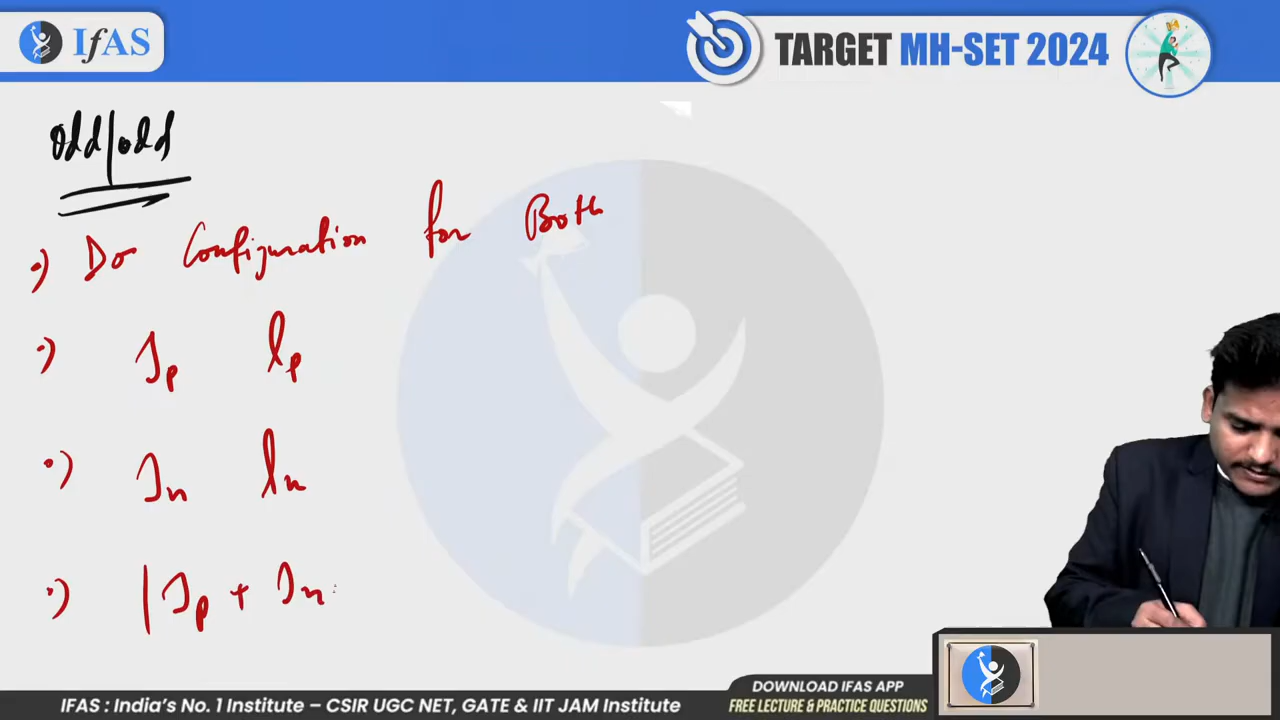 IfAS
TARGET MH-SET 2024
odd/odd
•) Do Configuration for Both
•) Jp lp
•) Jn ln
•) |Jp + Jn
DOWNLOAD IFAS APP
FREE LECTURE & PRACTICE QUESTIONS
IFAS : India's No. 1 Institute – CSIR UGC NET, GATE & IIT JAM Institute